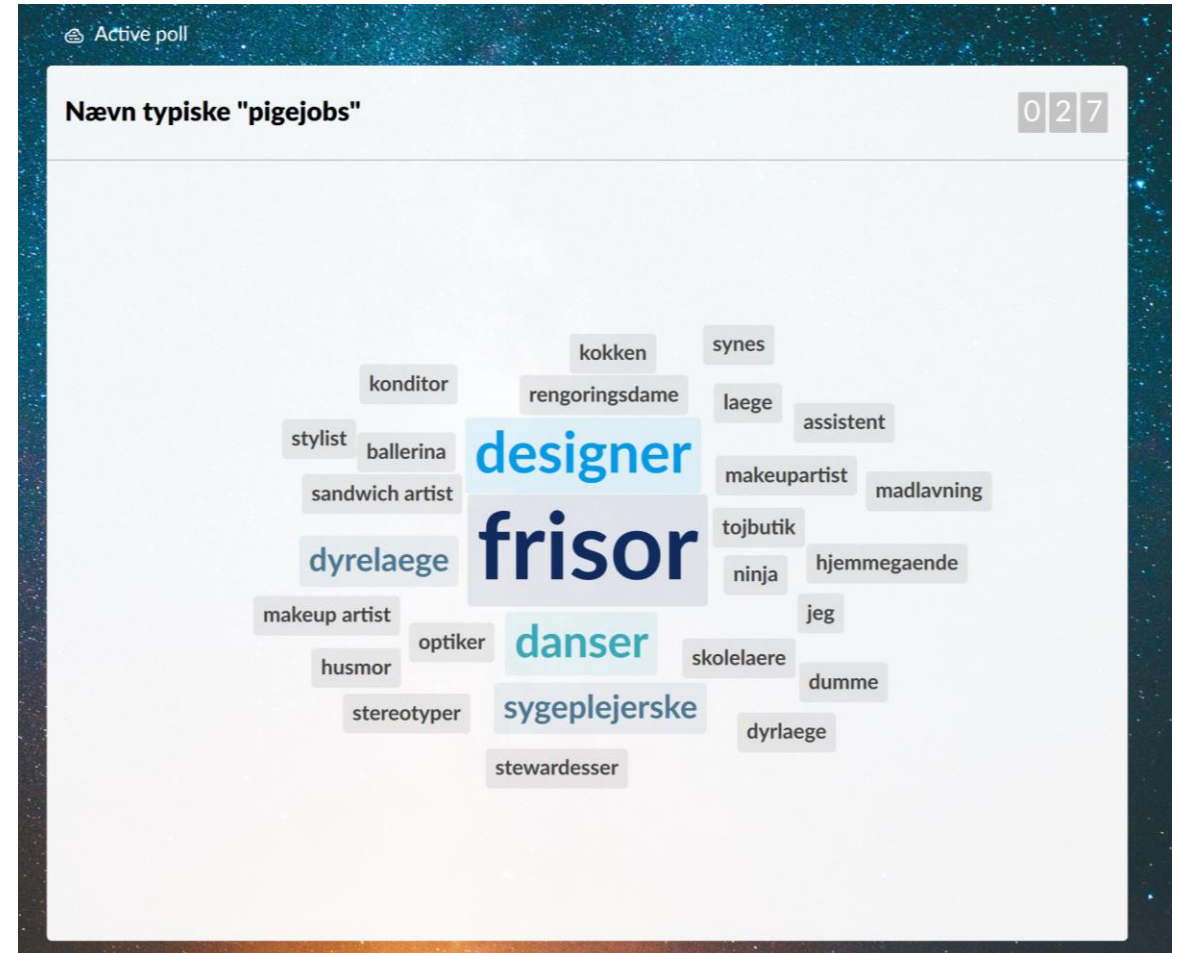 Active poll
Nævn typiske "pigejobs"
027
kokken
synes
konditor
rengoringsdame
laege
assistent
stylist
ballerina
designer
makeupartist
madlavning
sandwich artist
frisor
tojbutik
dyrelaege
ninja
hjemmegaende
makeup artist
jeg
optiker
danser
skolelaere
husmor
dumme
stereotyper
sygeplejerske
dyrlaege
stewardesser